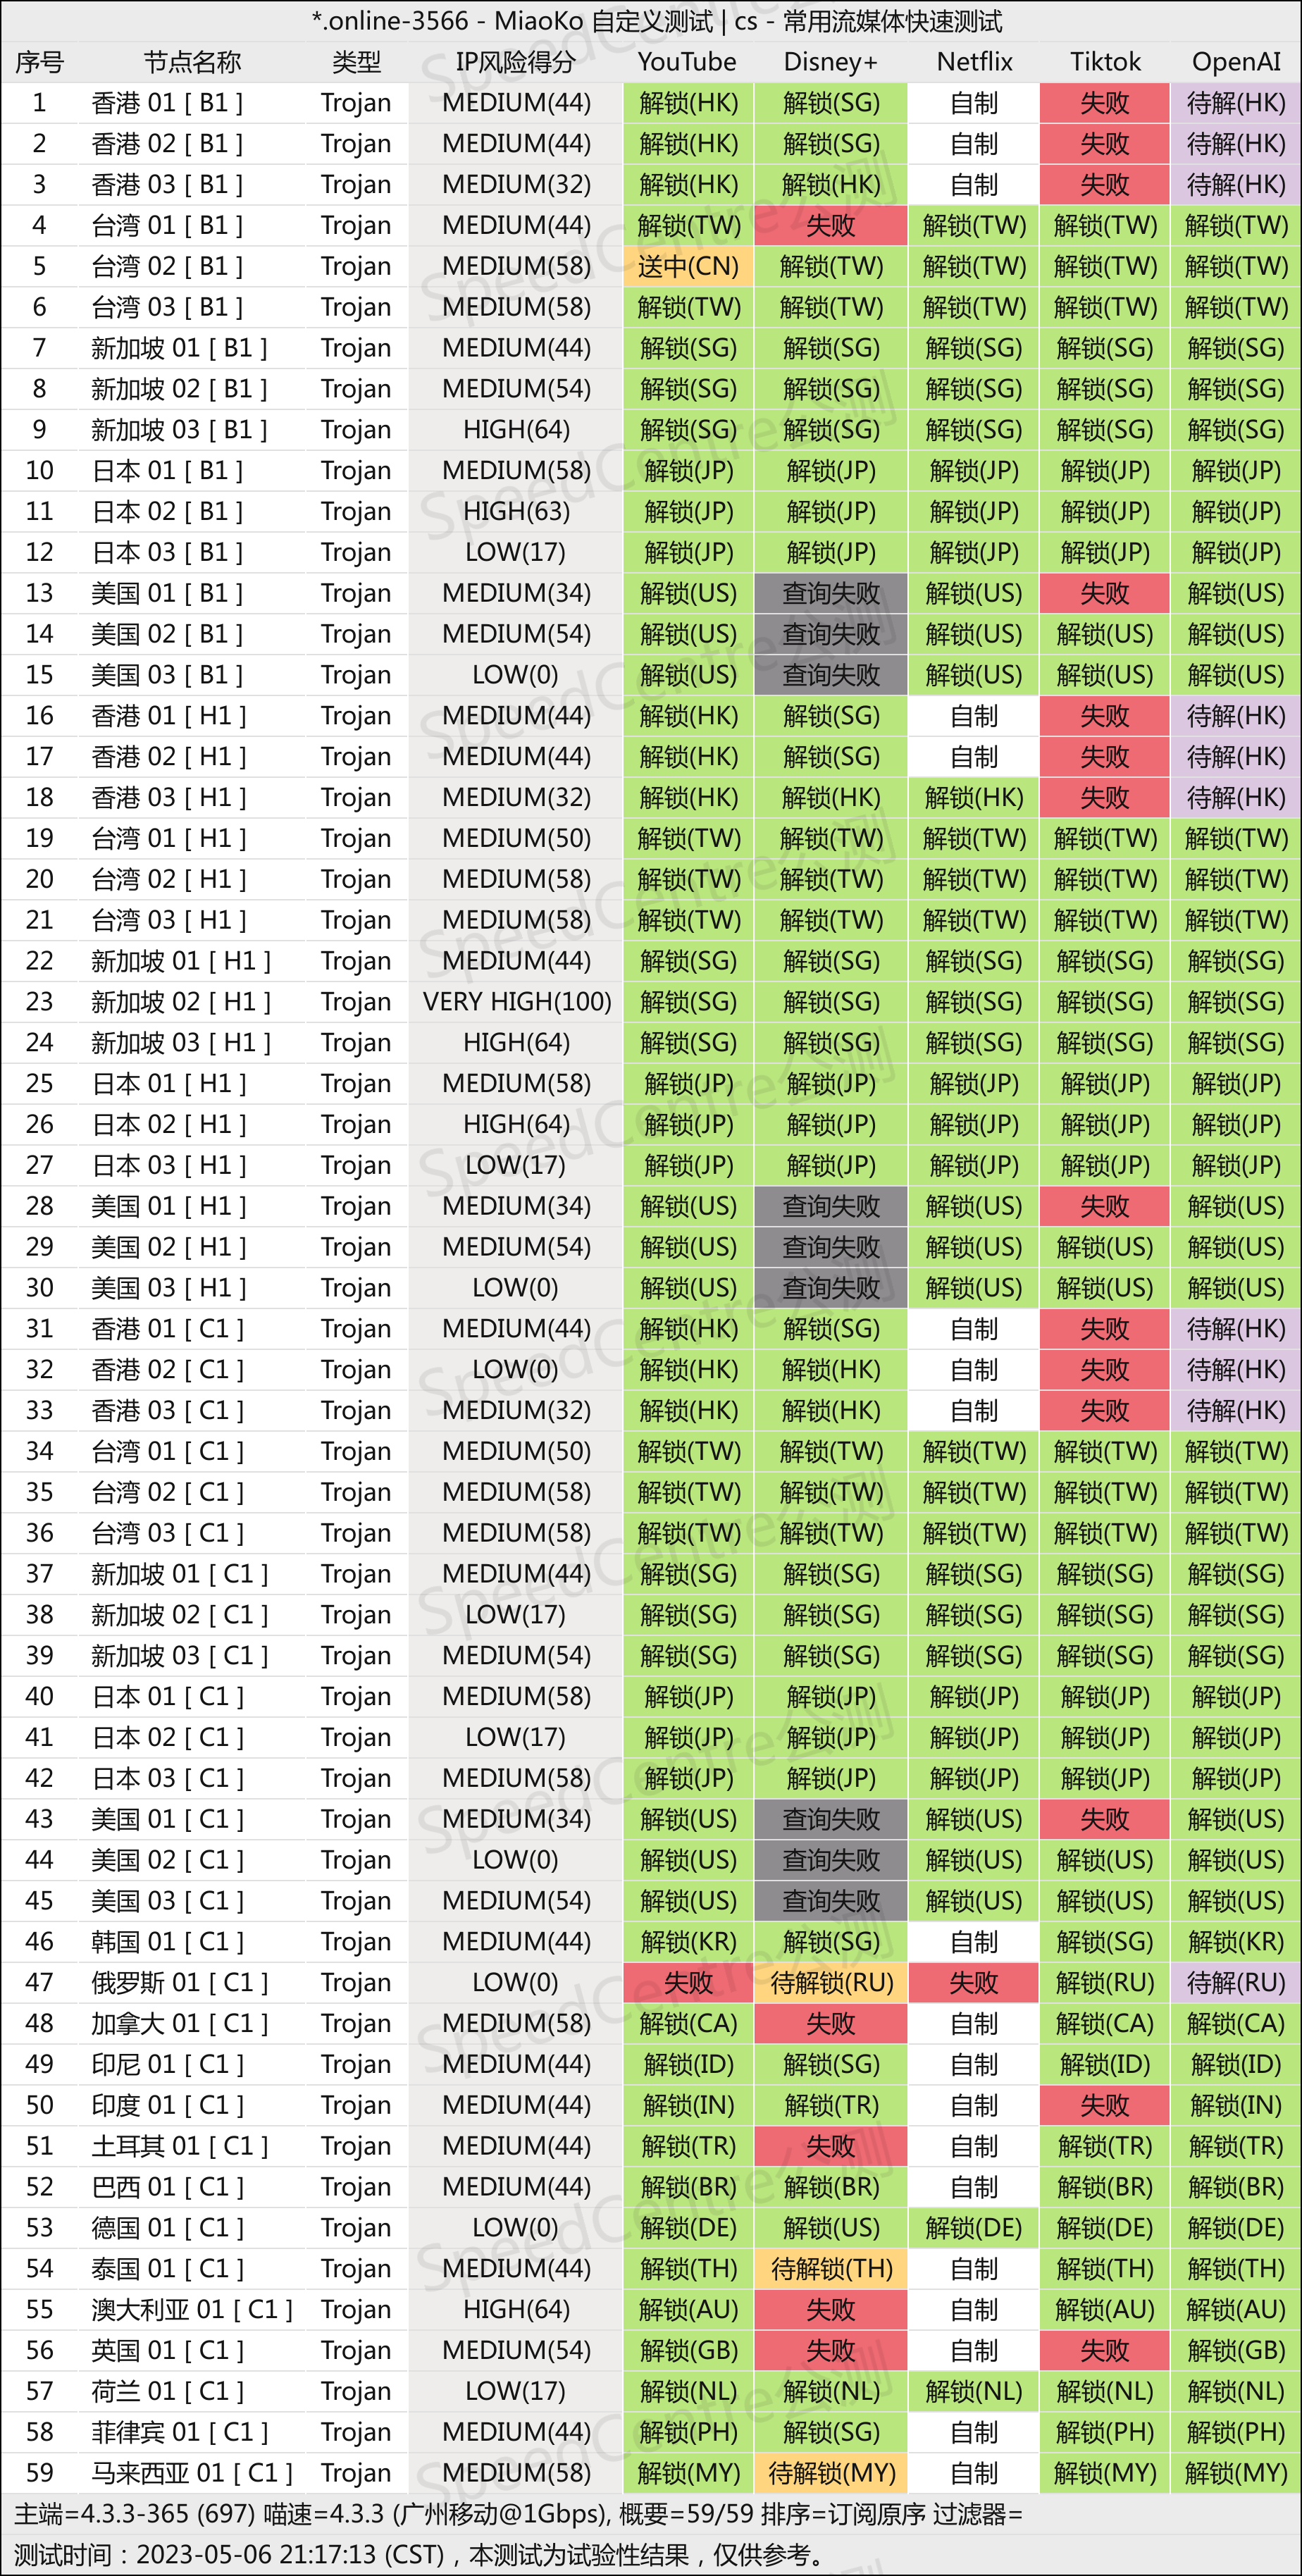 *.online-3566 - MiaoKo 自定义测试 | cs - 常用流媒体快速测试
序号 节点名称 类型 IP风险得分 YouTube Disney+ Netflix Tiktok OpenAI
1 香港 01 [ B1 ] Trojan MEDIUM(44) 解锁(HK) 解锁(SG) 自制 失败 待解(HK)
2 香港 02 [ B1 ] Trojan MEDIUM(44) 解锁(HK) 解锁(SG) 自制 失败 待解(HK)
3 香港 03 [ B1 ] Trojan MEDIUM(32) 解锁(HK) 解锁(HK) 自制 失败 待解(HK)
4 台湾 01 [ B1 ] Trojan MEDIUM(44) 解锁(TW) 失败 解锁(TW) 解锁(TW) 解锁(TW)
5 台湾 02 [ B1 ] Trojan MEDIUM(58) 送中(CN) 解锁(TW) 解锁(TW) 解锁(TW) 解锁(TW)
6 台湾 03 [ B1 ] Trojan MEDIUM(58) 解锁(TW) 解锁(TW) 解锁(TW) 解锁(TW) 解锁(TW)
7 新加坡 01 [ B1 ] Trojan MEDIUM(44) 解锁(SG) 解锁(SG) 解锁(SG) 解锁(SG) 解锁(SG)
8 新加坡 02 [ B1 ] Trojan MEDIUM(54) 解锁(SG) 解锁(SG) 解锁(SG) 解锁(SG) 解锁(SG)
9 新加坡 03 [ B1 ] Trojan HIGH(64) 解锁(SG) 解锁(SG) 解锁(SG) 解锁(SG) 解锁(SG)
10 日本 01 [ B1 ] Trojan MEDIUM(58) 解锁(JP) 解锁(JP) 解锁(JP) 解锁(JP) 解锁(JP)
11 日本 02 [ B1 ] Trojan HIGH(63) 解锁(JP) 解锁(JP) 解锁(JP) 解锁(JP) 解锁(JP)
12 日本 03 [ B1 ] Trojan LOW(17) 解锁(JP) 解锁(JP) 解锁(JP) 解锁(JP) 解锁(JP)
13 美国 01 [ B1 ] Trojan MEDIUM(34) 解锁(US) 查询失败 解锁(US) 失败 解锁(US)
14 美国 02 [ B1 ] Trojan MEDIUM(54) 解锁(US) 查询失败 解锁(US) 解锁(US) 解锁(US)
15 美国 03 [ B1 ] Trojan LOW(0) 解锁(US) 查询失败 解锁(US) 解锁(US) 解锁(US)
16 香港 01 [ H1 ] Trojan MEDIUM(44) 解锁(HK) 解锁(SG) 自制 失败 待解(HK)
17 香港 02 [ H1 ] Trojan MEDIUM(44) 解锁(HK) 解锁(SG) 自制 失败 待解(HK)
18 香港 03 [ H1 ] Trojan MEDIUM(32) 解锁(HK) 解锁(HK) 解锁(HK) 失败 待解(HK)
19 台湾 01 [ H1 ] Trojan MEDIUM(50) 解锁(TW) 解锁(TW) 解锁(TW) 解锁(TW) 解锁(TW)
20 台湾 02 [ H1 ] Trojan MEDIUM(58) 解锁(TW) 解锁(TW) 解锁(TW) 解锁(TW) 解锁(TW)
21 台湾 03 [ H1 ] Trojan MEDIUM(58) 解锁(TW) 解锁(TW) 解锁(TW) 解锁(TW) 解锁(TW)
22 新加坡 01 [ H1 ] Trojan MEDIUM(44) 解锁(SG) 解锁(SG) 解锁(SG) 解锁(SG) 解锁(SG)
23 新加坡 02 [ H1 ] Trojan VERY HIGH(100) 解锁(SG) 解锁(SG) 解锁(SG) 解锁(SG) 解锁(SG)
24 新加坡 03 [ H1 ] Trojan HIGH(64) 解锁(SG) 解锁(SG) 解锁(SG) 解锁(SG) 解锁(SG)
25 日本 01 [ H1 ] Trojan MEDIUM(58) 解锁(JP) 解锁(JP) 解锁(JP) 解锁(JP) 解锁(JP)
26 日本 02 [ H1 ] Trojan HIGH(64) 解锁(JP) 解锁(JP) 解锁(JP) 解锁(JP) 解锁(JP)
27 日本 03 [ H1 ] Trojan LOW(17) 解锁(JP) 解锁(JP) 解锁(JP) 解锁(JP) 解锁(JP)
28 美国 01 [ H1 ] Trojan MEDIUM(34) 解锁(US) 查询失败 解锁(US) 失败 解锁(US)
29 美国 02 [ H1 ] Trojan MEDIUM(54) 解锁(US) 查询失败 解锁(US) 解锁(US) 解锁(US)
30 美国 03 [ H1 ] Trojan LOW(0) 解锁(US) 查询失败 解锁(US) 解锁(US) 解锁(US)
31 香港 01 [ C1 ] Trojan MEDIUM(44) 解锁(HK) 解锁(SG) 自制 失败 待解(HK)
32 香港 02 [ C1 ] Trojan LOW(0) 解锁(HK) 解锁(HK) 自制 失败 待解(HK)
33 香港 03 [ C1 ] Trojan MEDIUM(32) 解锁(HK) 解锁(HK) 自制 失败 待解(HK)
34 台湾 01 [ C1 ] Trojan MEDIUM(50) 解锁(TW) 解锁(TW) 解锁(TW) 解锁(TW) 解锁(TW)
35 台湾 02 [ C1 ] Trojan MEDIUM(58) 解锁(TW) 解锁(TW) 解锁(TW) 解锁(TW) 解锁(TW)
36 台湾 03 [ C1 ] Trojan MEDIUM(58) 解锁(TW) 解锁(TW) 解锁(TW) 解锁(TW) 解锁(TW)
37 新加坡 01 [ C1 ] Trojan MEDIUM(44) 解锁(SG) 解锁(SG) 解锁(SG) 解锁(SG) 解锁(SG)
38 新加坡 02 [ C1 ] Trojan LOW(17) 解锁(SG) 解锁(SG) 解锁(SG) 解锁(SG) 解锁(SG)
39 新加坡 03 [ C1 ] Trojan MEDIUM(54) 解锁(SG) 解锁(SG) 解锁(SG) 解锁(SG) 解锁(SG)
40 日本 01 [ C1 ] Trojan MEDIUM(58) 解锁(JP) 解锁(JP) 解锁(JP) 解锁(JP) 解锁(JP)
41 日本 02 [ C1 ] Trojan LOW(17) 解锁(JP) 解锁(JP) 解锁(JP) 解锁(JP) 解锁(JP)
42 日本 03 [ C1 ] Trojan MEDIUM(58) 解锁(JP) 解锁(JP) 解锁(JP) 解锁(JP) 解锁(JP)
43 美国 01 [ C1 ] Trojan MEDIUM(34) 解锁(US) 查询失败 解锁(US) 失败 解锁(US)
44 美国 02 [ C1 ] Trojan LOW(0) 解锁(US) 查询失败 解锁(US) 解锁(US) 解锁(US)
45 美国 03 [ C1 ] Trojan MEDIUM(54) 解锁(US) 查询失败 解锁(US) 解锁(US) 解锁(US)
46 韩国 01 [ C1 ] Trojan MEDIUM(44) 解锁(KR) 解锁(SG) 自制 解锁(SG) 解锁(KR)
47 俄罗斯 01 [ C1 ] Trojan LOW(0) 失败 待解锁(RU) 失败 解锁(RU) 待解(RU)
48 加拿大 01 [ C1 ] Trojan MEDIUM(58) 解锁(CA) 失败 自制 解锁(CA) 解锁(CA)
49 印尼 01 [ C1 ] Trojan MEDIUM(44) 解锁(ID) 解锁(SG) 自制 解锁(ID) 解锁(ID)
50 印度 01 [ C1 ] Trojan MEDIUM(44) 解锁(IN) 解锁(TR) 自制 失败 解锁(IN)
51 土耳其 01 [ C1 ] Trojan MEDIUM(44) 解锁(TR) 失败 自制 解锁(TR) 解锁(TR)
52 巴西 01 [ C1 ] Trojan MEDIUM(44) 解锁(BR) 解锁(BR) 自制 解锁(BR) 解锁(BR)
53 德国 01 [ C1 ] Trojan LOW(0) 解锁(DE) 解锁(US) 解锁(DE) 解锁(DE) 解锁(DE)
54 泰国 01 [ C1 ] Trojan MEDIUM(44) 解锁(TH) 待解锁(TH) 自制 解锁(TH) 解锁(TH)
55 澳大利亚 01 [ C1 ] Trojan HIGH(64) 解锁(AU) 失败 自制 解锁(AU) 解锁(AU)
56 英国 01 [ C1 ] Trojan MEDIUM(54) 解锁(GB) 失败 自制 失败 解锁(GB)
57 荷兰 01 [ C1 ] Trojan LOW(17) 解锁(NL) 解锁(NL) 解锁(NL) 解锁(NL) 解锁(NL)
58 菲律宾 01 [ C1 ] Trojan MEDIUM(44) 解锁(PH) 解锁(SG) 自制 解锁(PH) 解锁(PH)
59 马来西亚 01 [ C1 ] Trojan MEDIUM(58) 解锁(MY) 待解锁(MY) 自制 解锁(MY) 解锁(MY)
主端=4.3.3-365 (697) 喵速=4.3.3 (广州移动@1Gbps), 概要=59/59 排序=订阅原序 过滤器=
测试时间：2023-05-06 21:17:13 (CST)，本测试为试验性结果，仅供参考。